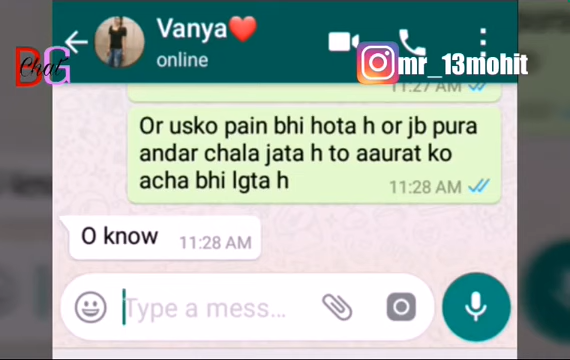 Vanya❤️
online
BG
Chat
mr_13mohit
11:27 AM
Or usko pain bhi hota h or jb pura
andar chala jata h to aaurat ko
acha bhi lgta h
11:28 AM
O know
11:28 AM
Type a mess...